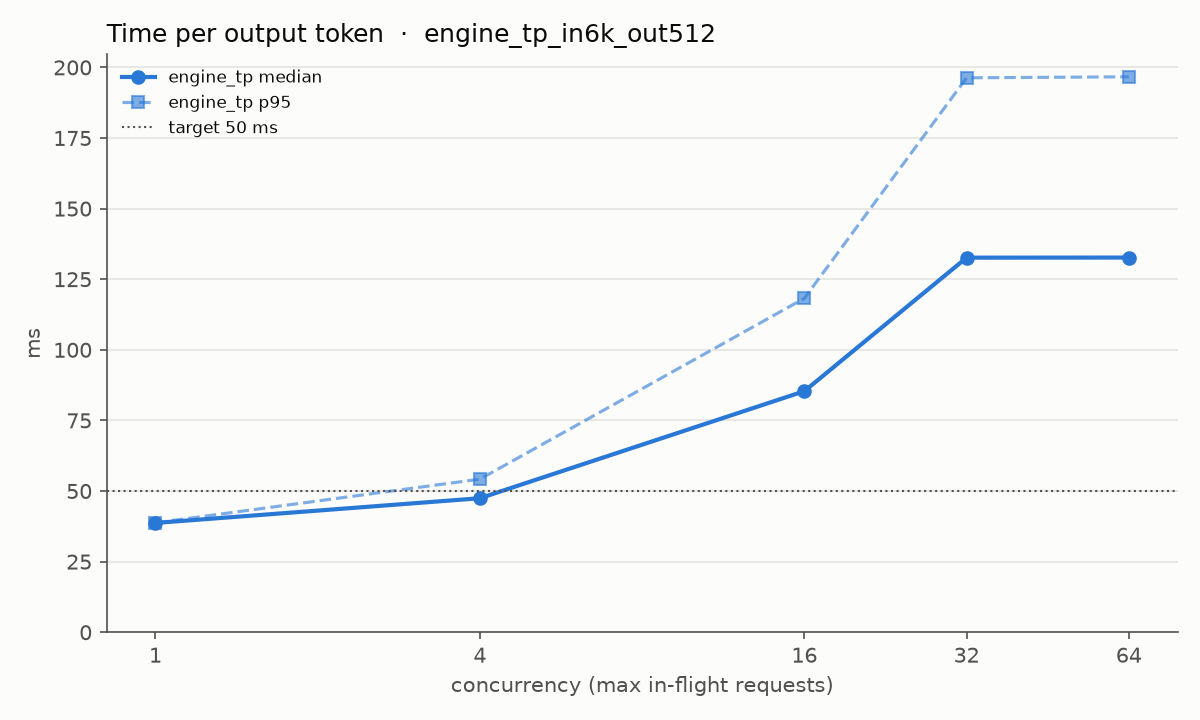 Time per output token · engine_tp_in6k_out512
engine_tp median
engine_tp p95
target 50 ms
200
175
150
125
100
75
50
25
0
ms
1 4 16 32 64
concurrency (max in-flight requests)